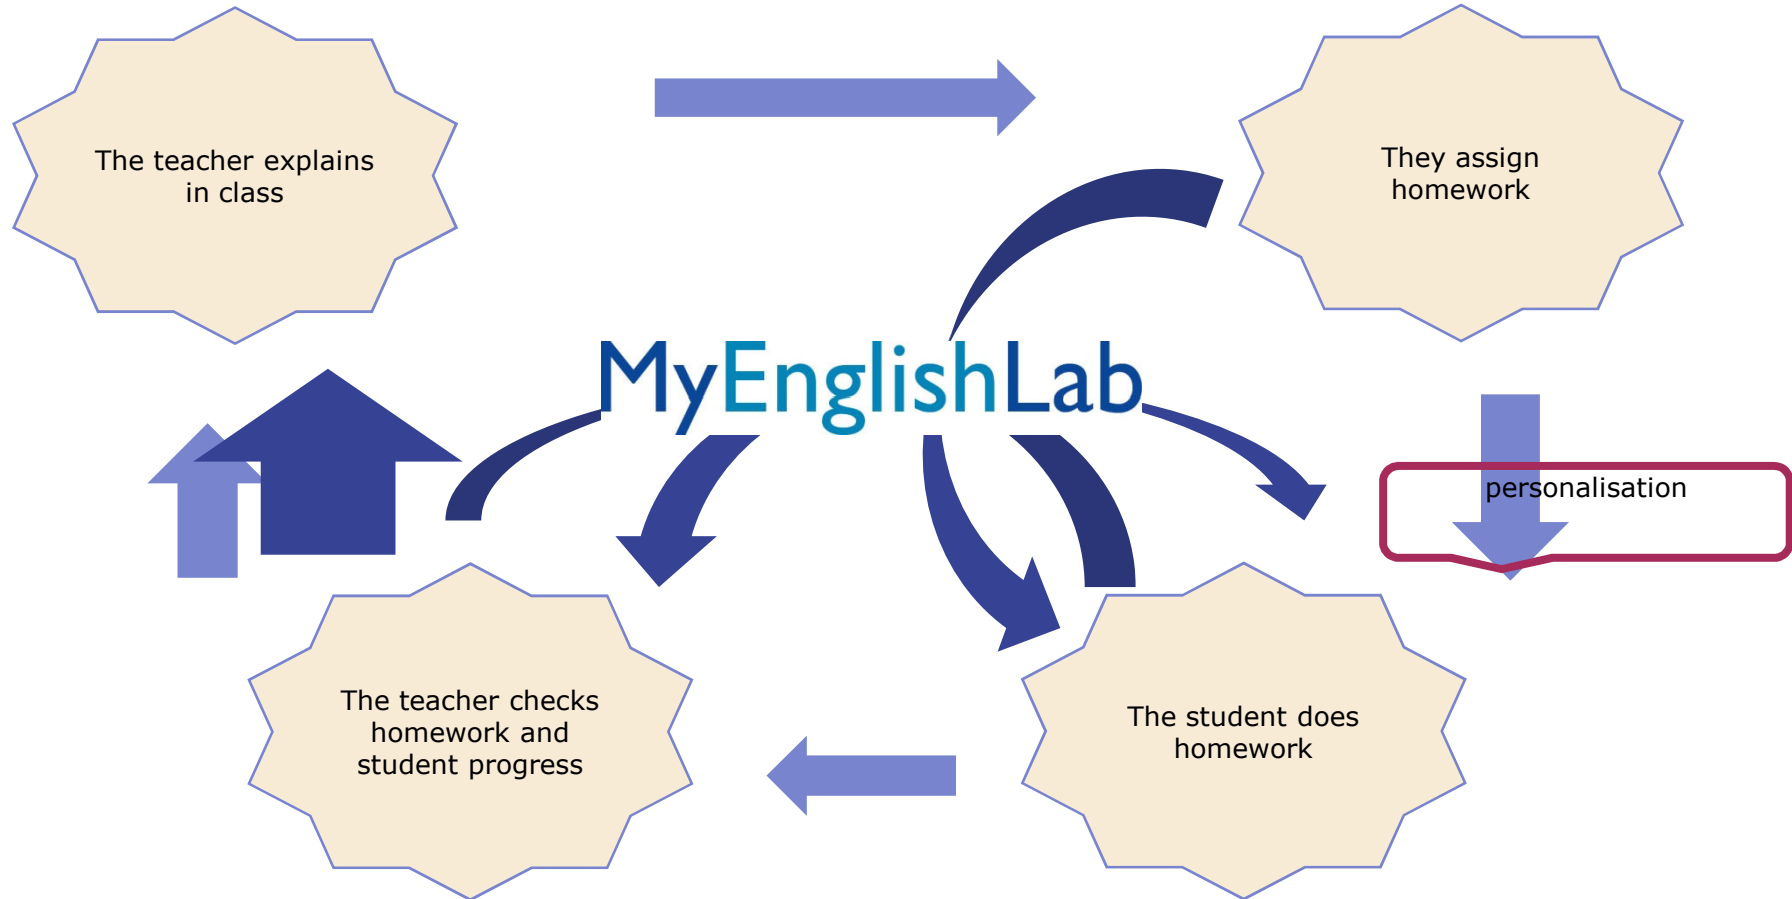 The teacher explains
in class
They assign
homework
MyEnglishLab
personalisation
The teacher checks
homework and
student progress
The student does
homework